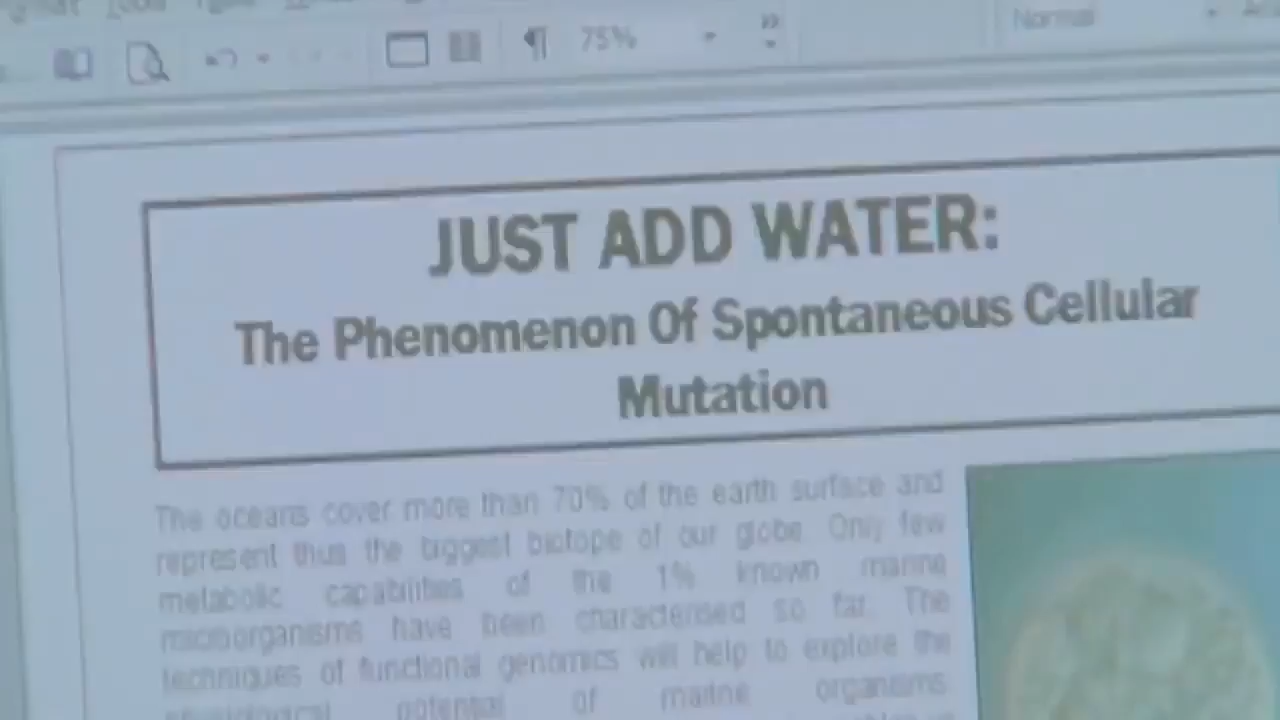 Normal
75%
JUST ADD WATER:
The Phenomenon Of Spontaneous Cellular
Mutation
The oceans cover more than 70% of the earth surface and
represent thus the biggest biotope of our globe. Only few
metabolic capabilities of the 1% known marine
microorganisms have been characterised so far. The
techniques of functional genomics will help to explore the
physiological potential of marine organisms